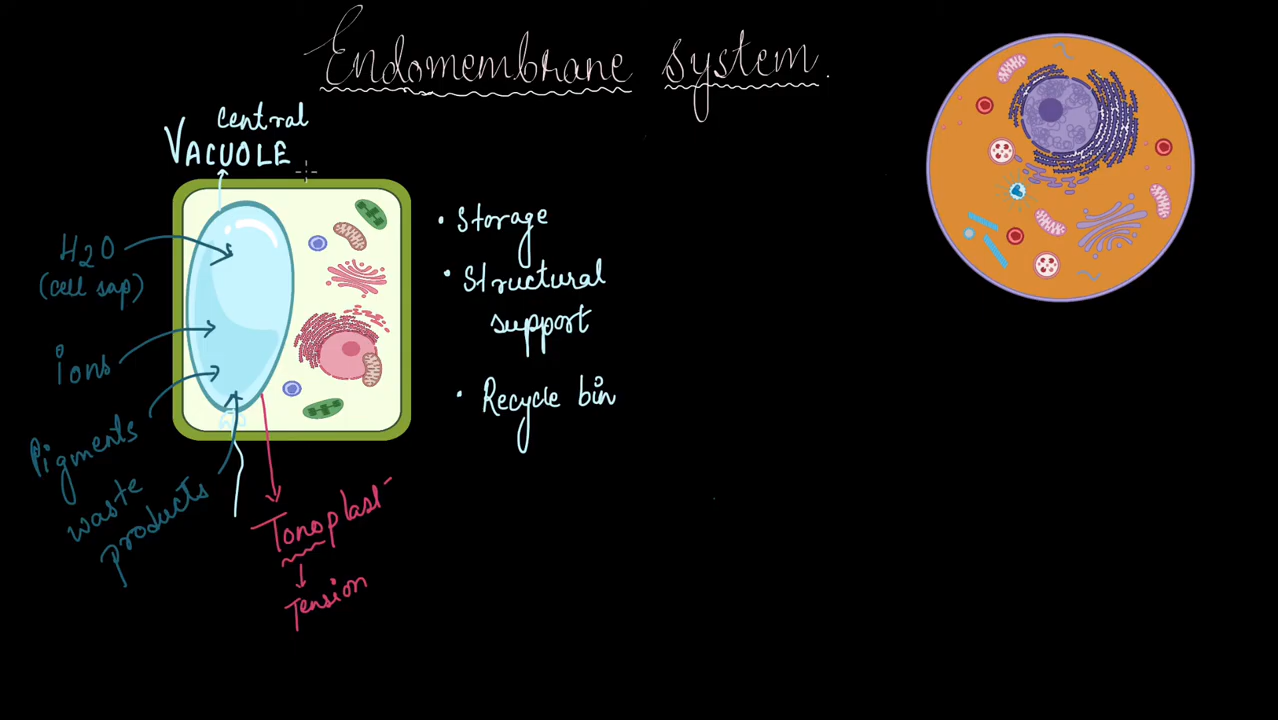 Endomembrane system.
central
VACUOLE
H2O
(cell sap)
ions
Pigments
waste
products
• Storage
• Structural
support
• Recycle bin
Tonoplast
Tension